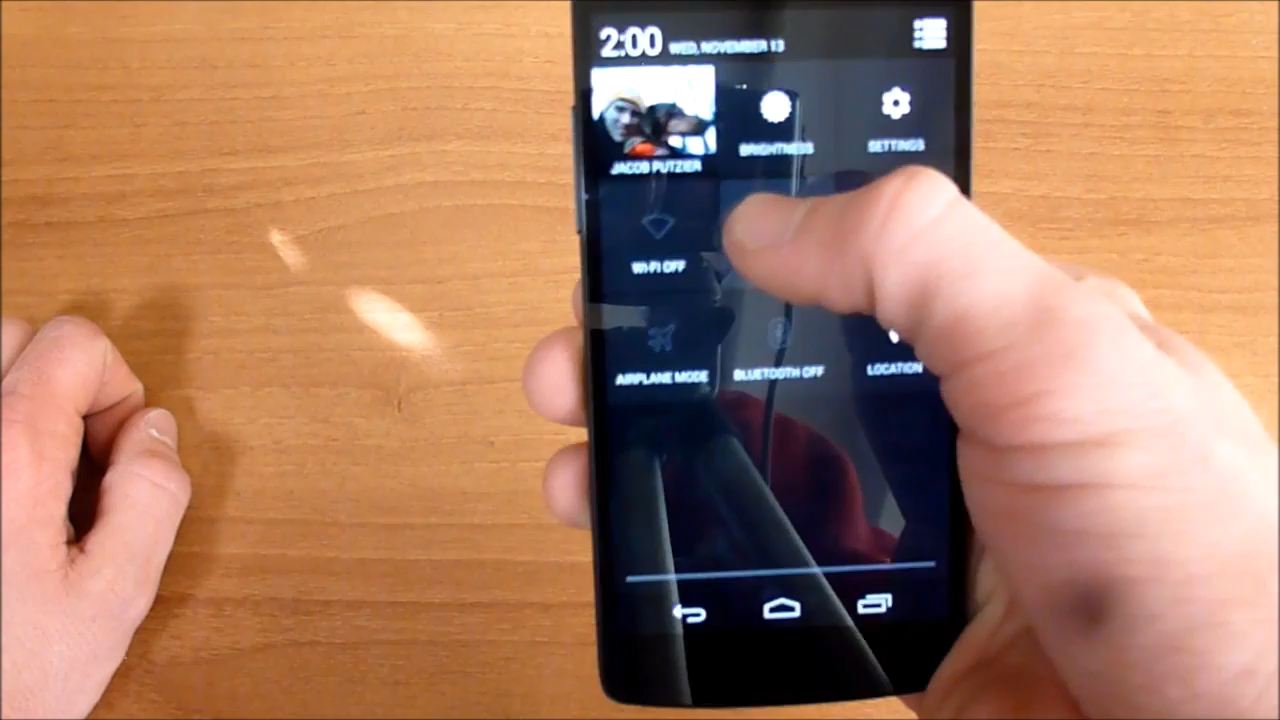 2:00 WED, NOVEMBER 13
BRIGHTNESS
SETTINGS
JACOB PUTZIER
WI-FI OFF
AIRPLANE MODE
BLUETOOTH OFF
LOCATION